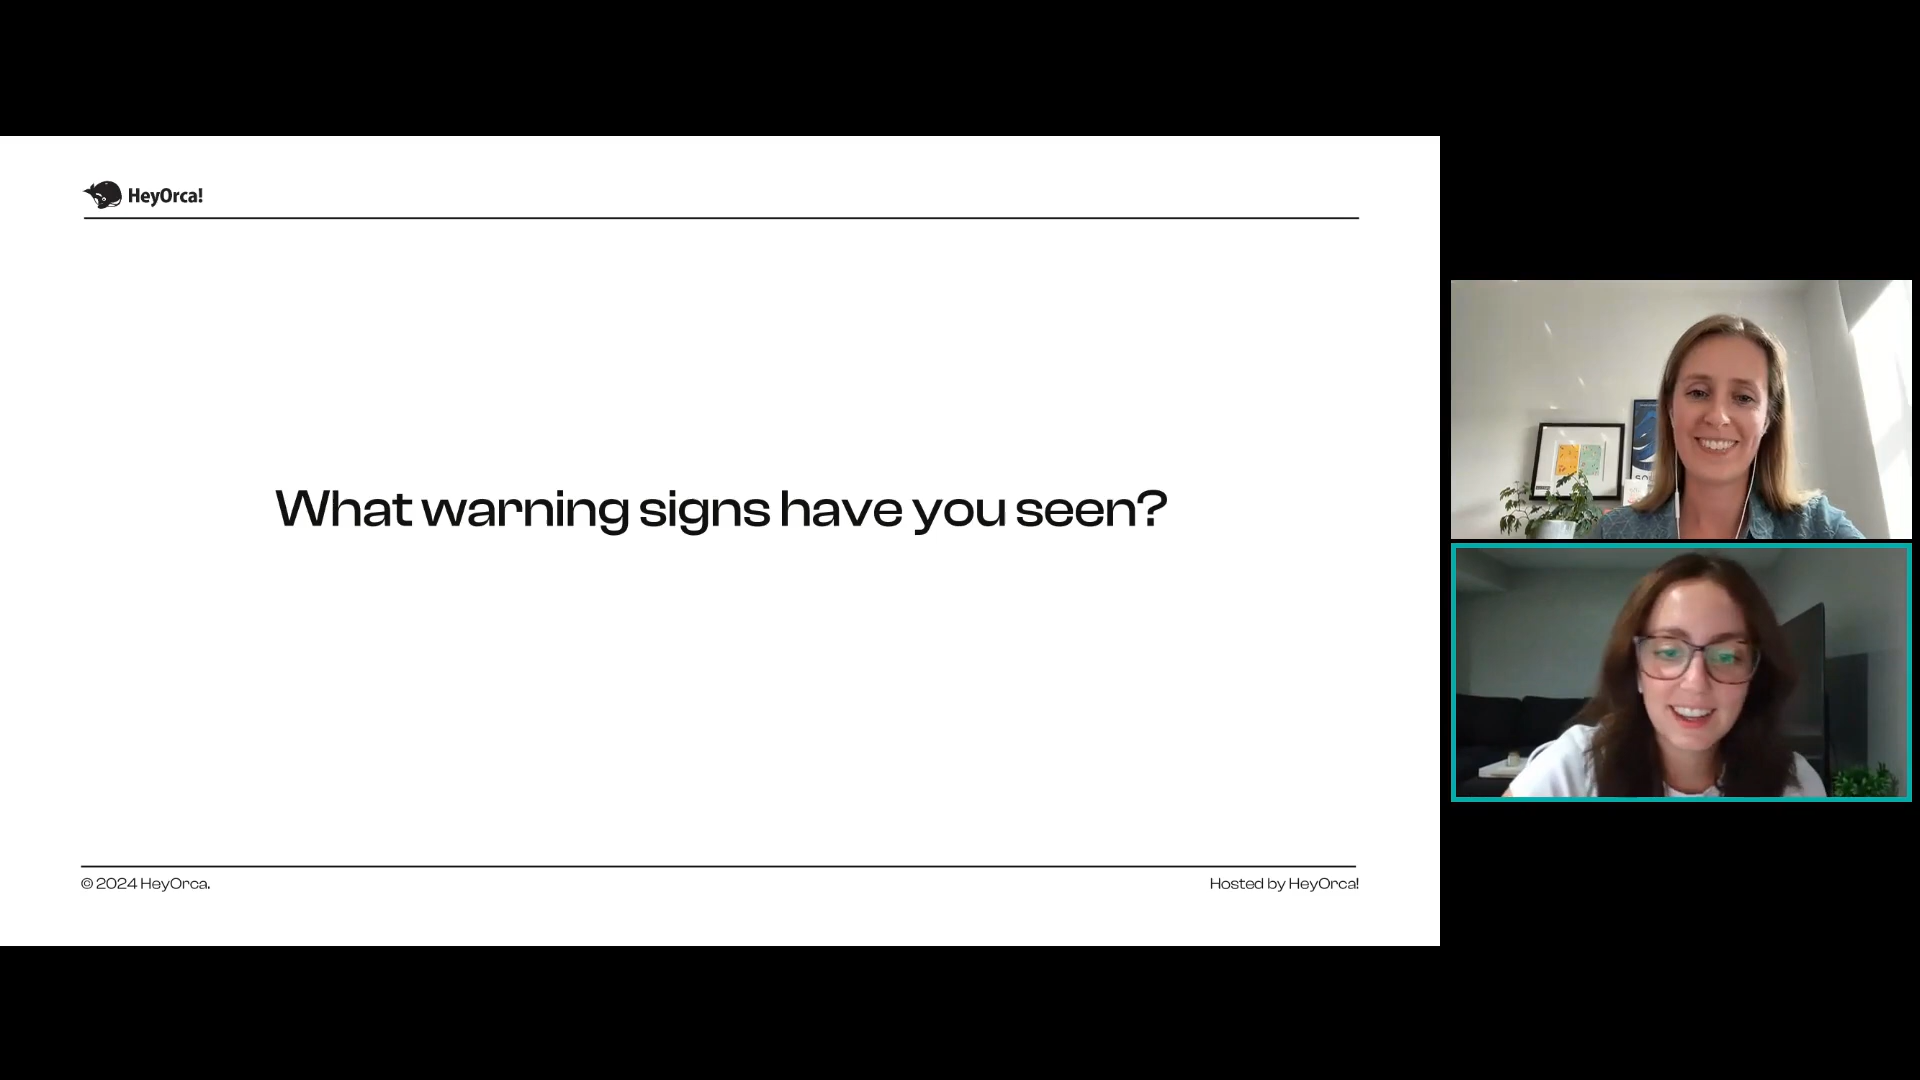 HeyOrca!
What warning signs have you seen?
© 2024 HeyOrca.
Hosted by HeyOrca!